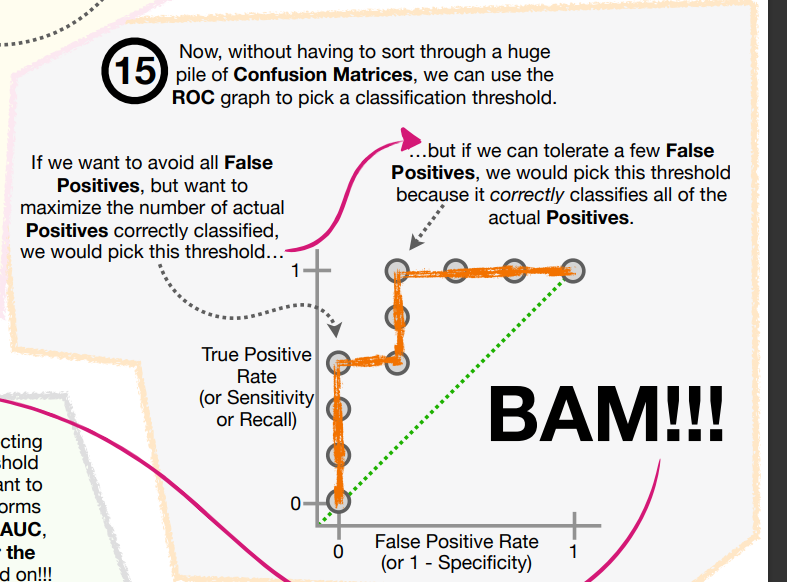 15
Now, without having to sort through a huge
pile of Confusion Matrices, we can use the
ROC graph to pick a classification threshold.
If we want to avoid all False
Positives, but want to
maximize the number of actual
Positives correctly classified,
we would pick this threshold…
…but if we can tolerate a few False
Positives, we would pick this threshold
because it correctly classifies all of the
actual Positives.
1
True Positive
Rate
(or Sensitivity
or Recall)
0
0
False Positive Rate
(or 1 - Specificity)
1
BAM!!!
cting
shold
ant to
orms
AUC,
the
d on!!!